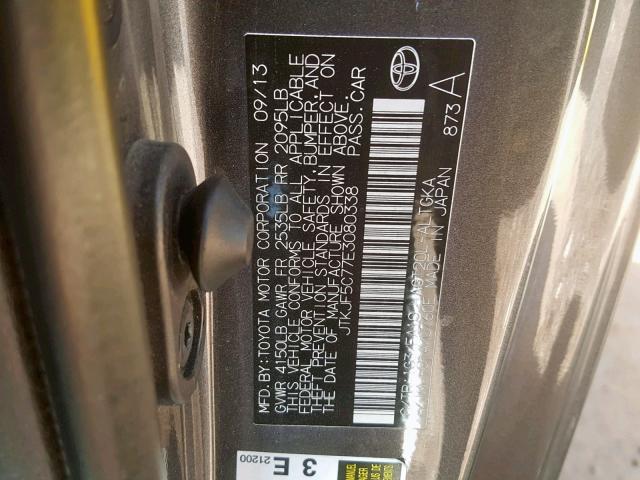 MFD.BY:TOYOTA MOTOR CORPORATION 09/13
GVWR 4150LB GAWR FR 2535LB RR 2095LB
THIS VEHICLE CONFORMS TO ALL APPLICABLE
FEDERAL MOTOR VEHICLE SAFETY, BUMPER, AND
THEFT PREVENTION STANDARDS IN EFFECT ON
THE DATE OF MANUFACTURE SHOWN ABOVE.
JTKJF5C77E3080338 PASS.CAR
MADE IN JAPAN
873 A
21200
3 E